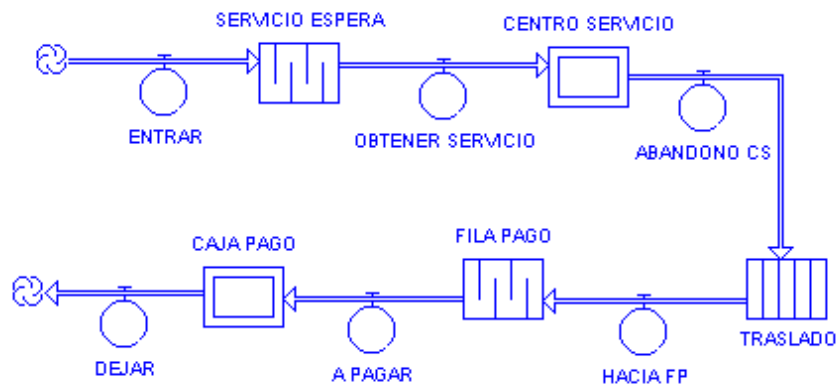 SERVICIO ESPERA
CENTRO SERVICIO
ENTRAR
OBTENER SERVICIO
ABANDONO CS
CAJA PAGO
FILA PAGO
DEJAR
A PAGAR
HACIA FP
TRASLADO